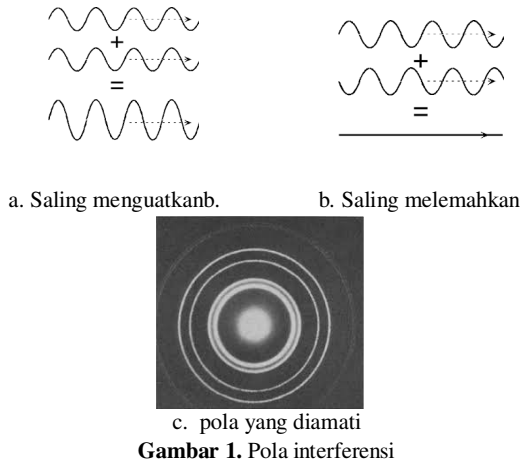 +
=
+
=
a. Saling menguatkanb.
b. Saling melemahkan
c. pola yang diamati
Gambar 1. Pola interferensi